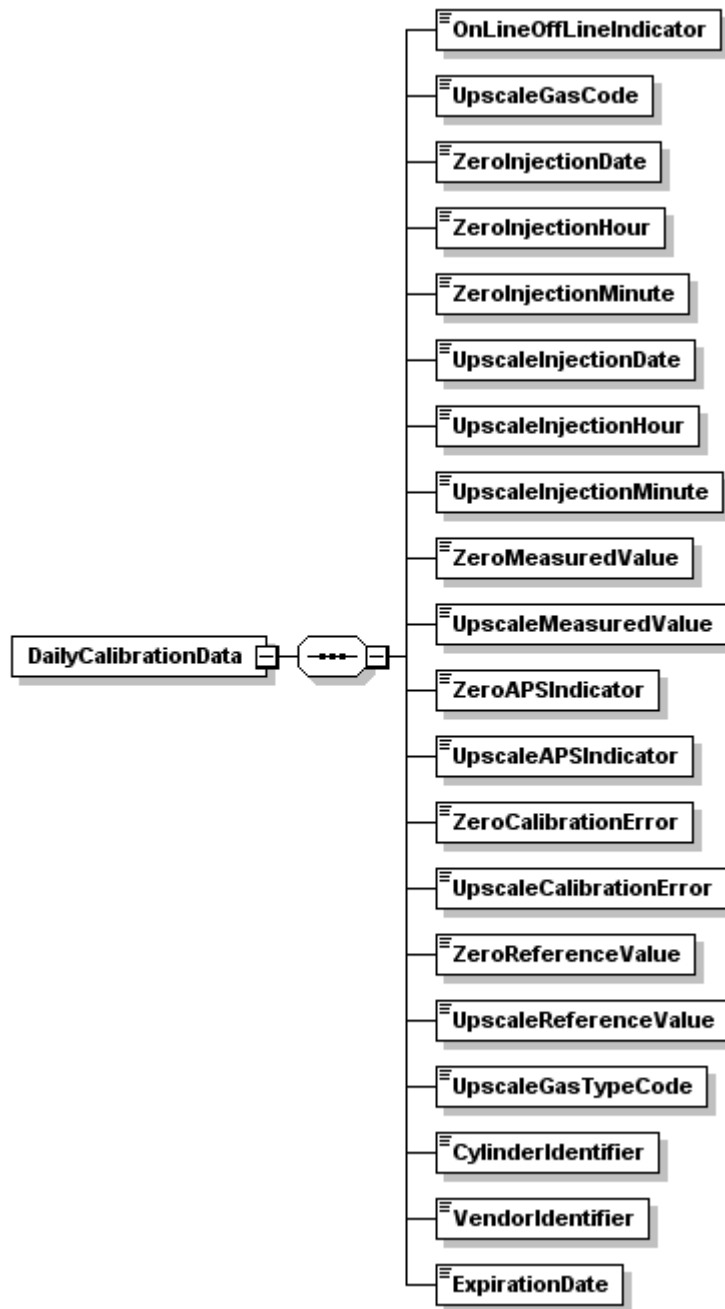 OnLineOffLineIndicator
UpscaleGasCode
ZeroInjectionDate
ZeroInjectionHour
ZeroInjectionMinute
UpscaleInjectionDate
UpscaleInjectionHour
UpscaleInjectionMinute
ZeroMeasuredValue
UpscaleMeasuredValue
DailyCalibrationData
ZeroAPSIndicator
UpscaleAPSIndicator
ZeroCalibrationError
UpscaleCalibrationError
ZeroReferenceValue
UpscaleReferenceValue
UpscaleGasTypeCode
CylinderIdentifier
VendorIdentifier
ExpirationDate